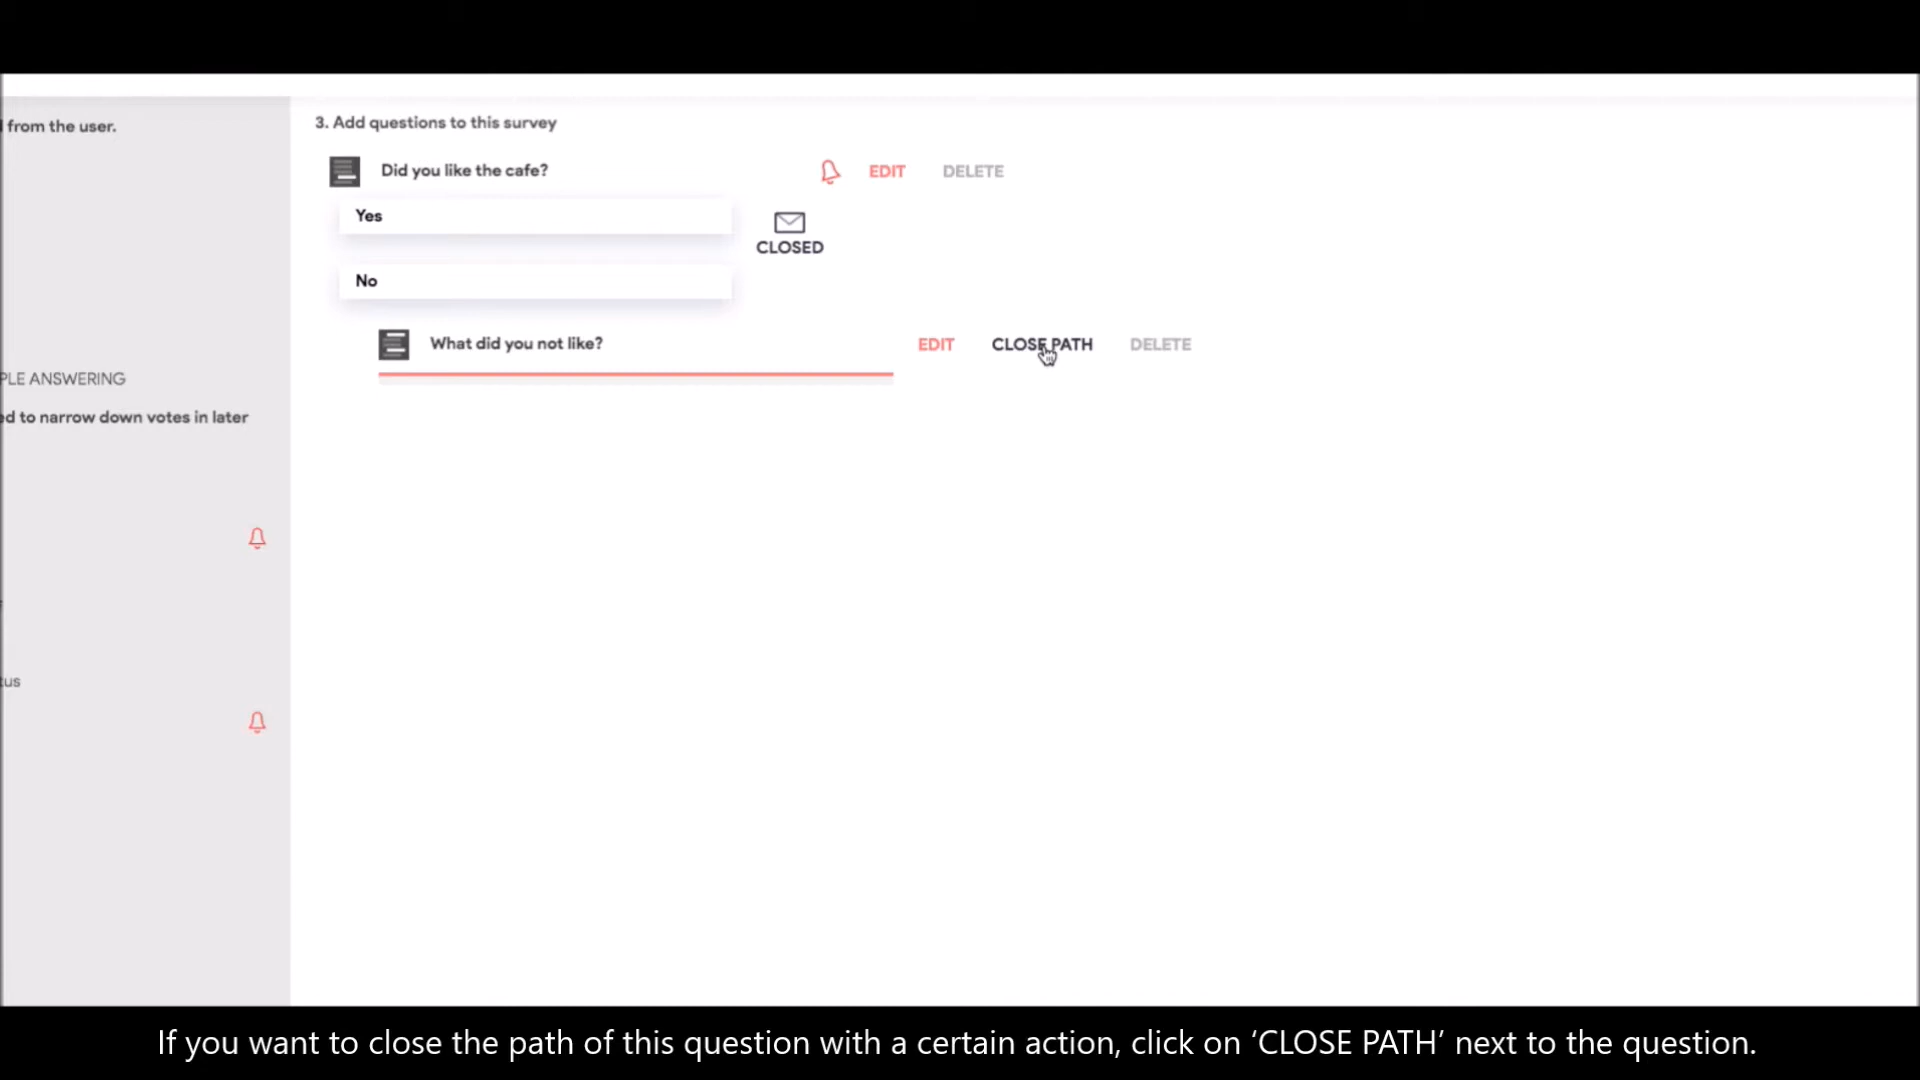 from the user.
3. Add questions to this survey
Did you like the cafe?
EDIT
DELETE
Yes
CLOSED
No
What did you not like?
EDIT
CLOSE PATH
DELETE
PLE ANSWERING
ed to narrow down votes in later
tus
If you want to close the path of this question with a certain action, click on ‘CLOSE PATH’ next to the question.